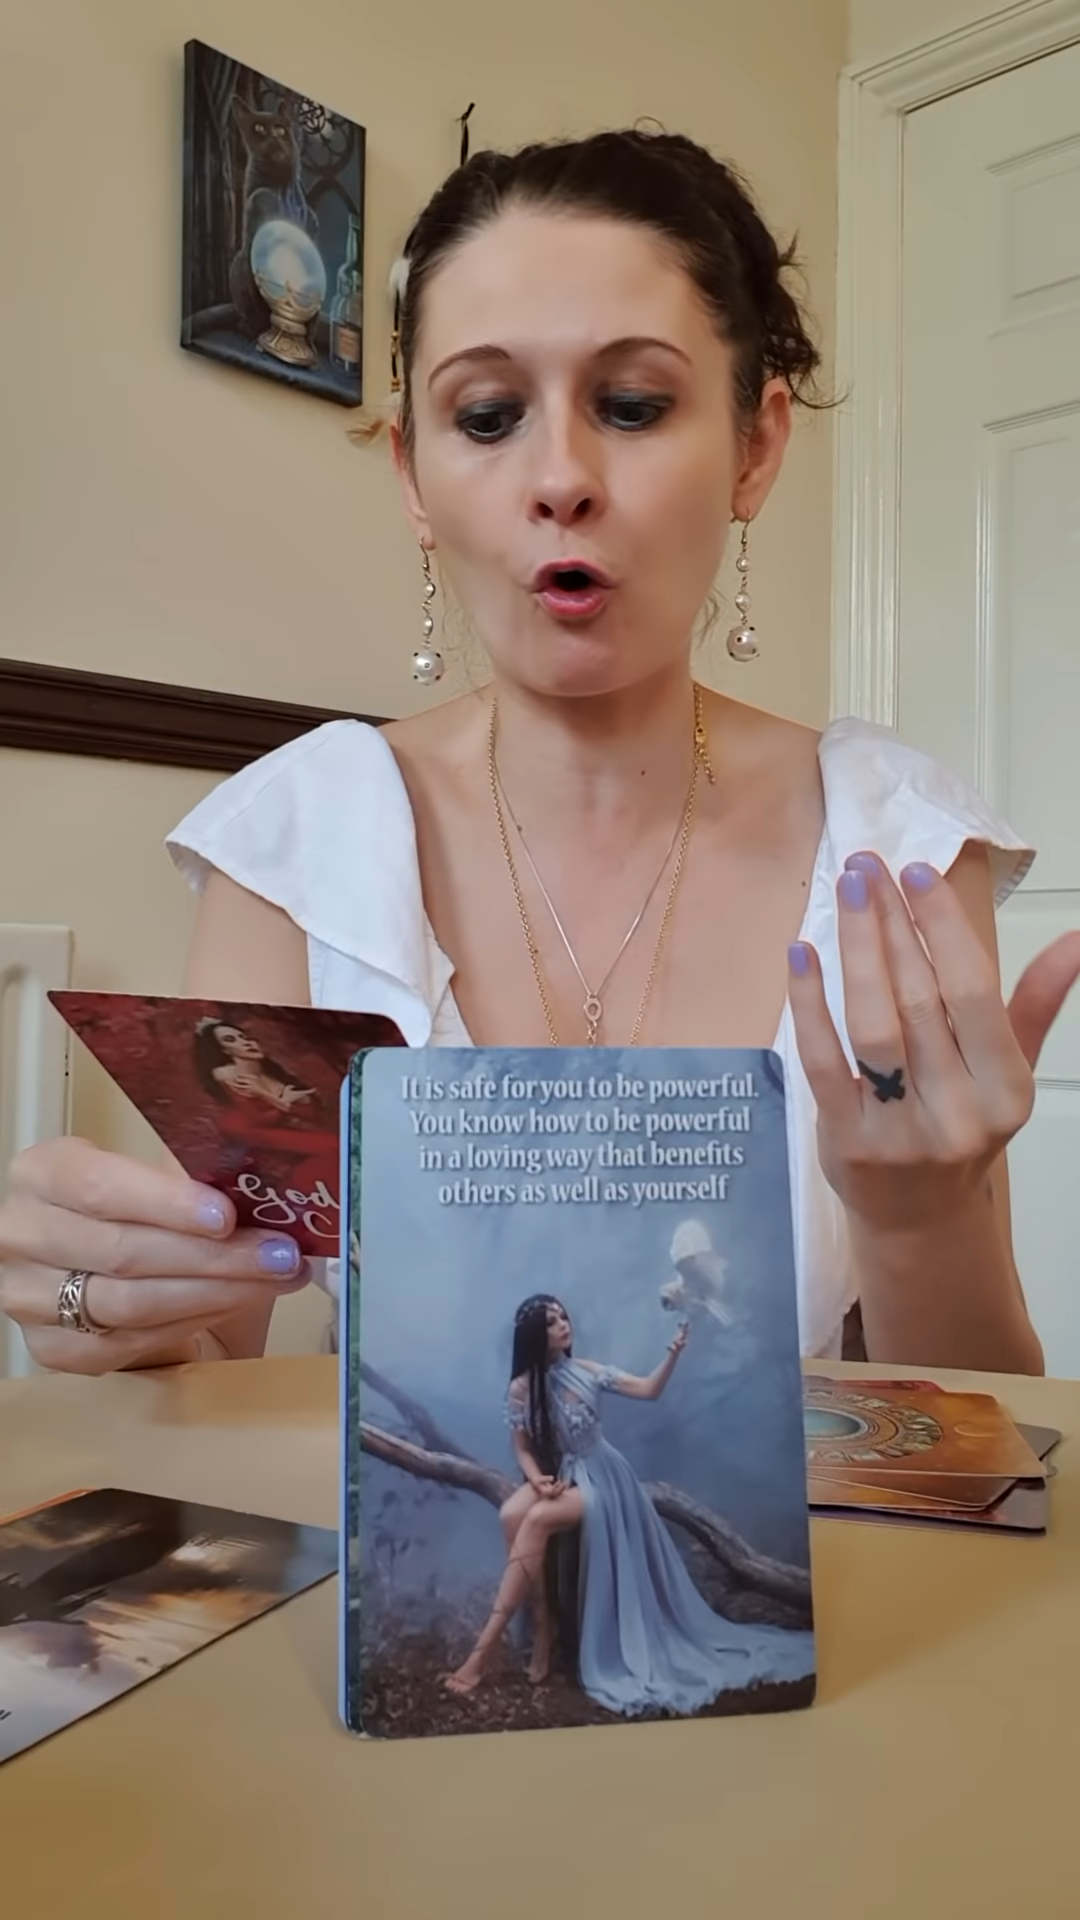 It is safe for you to be powerful.
You know how to be powerful
in a loving way that benefits
others as well as yourself